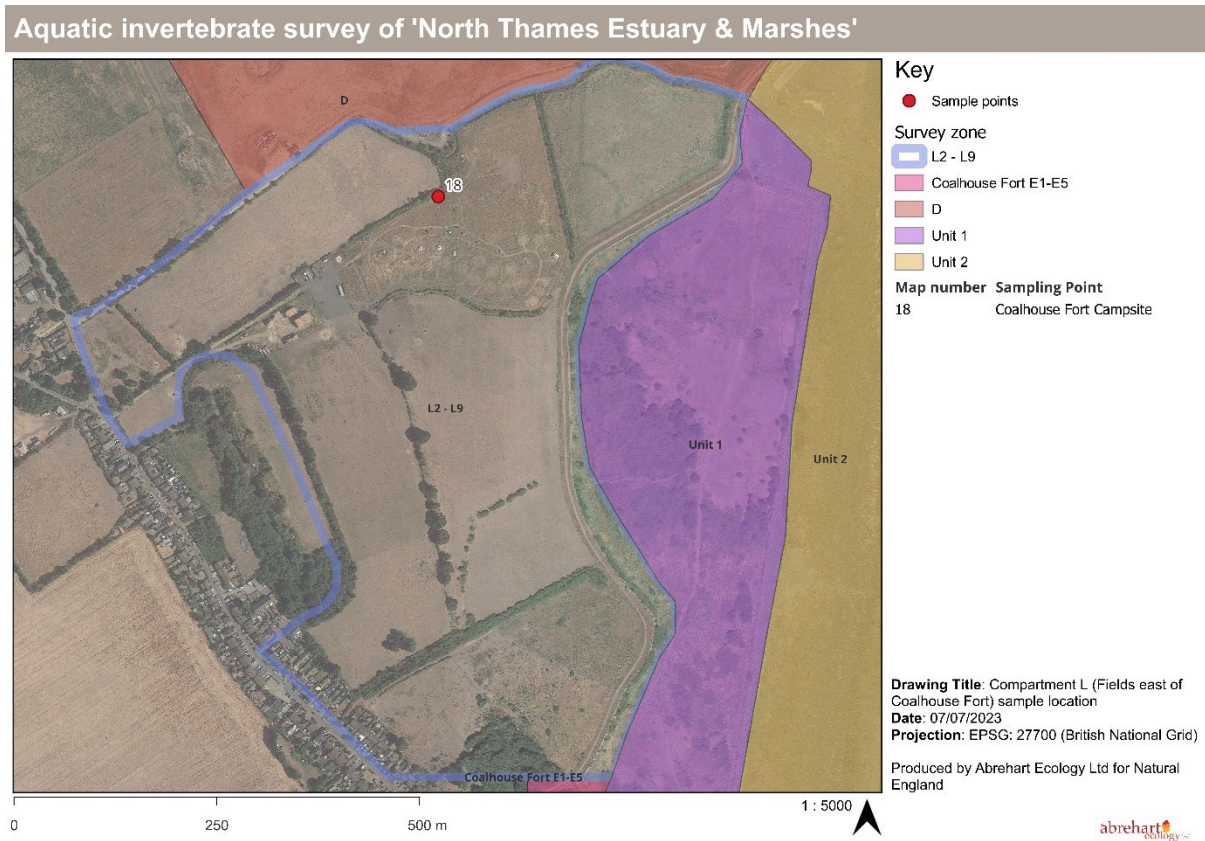 Aquatic invertebrate survey of 'North Thames Estuary & Marshes'
D
18
L2 - L9
Unit 1
Unit 2
Coalhouse Fort E1-E5
Key
Sample points
Survey zone
L2 - L9
Coalhouse Fort E1-E5
D
Unit 1
Unit 2
Map number Sampling Point
18 Coalhouse Fort Campsite
Drawing Title: Compartment L (Fields east of
Coalhouse Fort) sample location
Date: 07/07/2023
Projection: EPSG: 27700 (British National Grid)
Produced by Abrehart Ecology Ltd for Natural
England
0 250 500 m
1 : 5000
abrehart
ecology